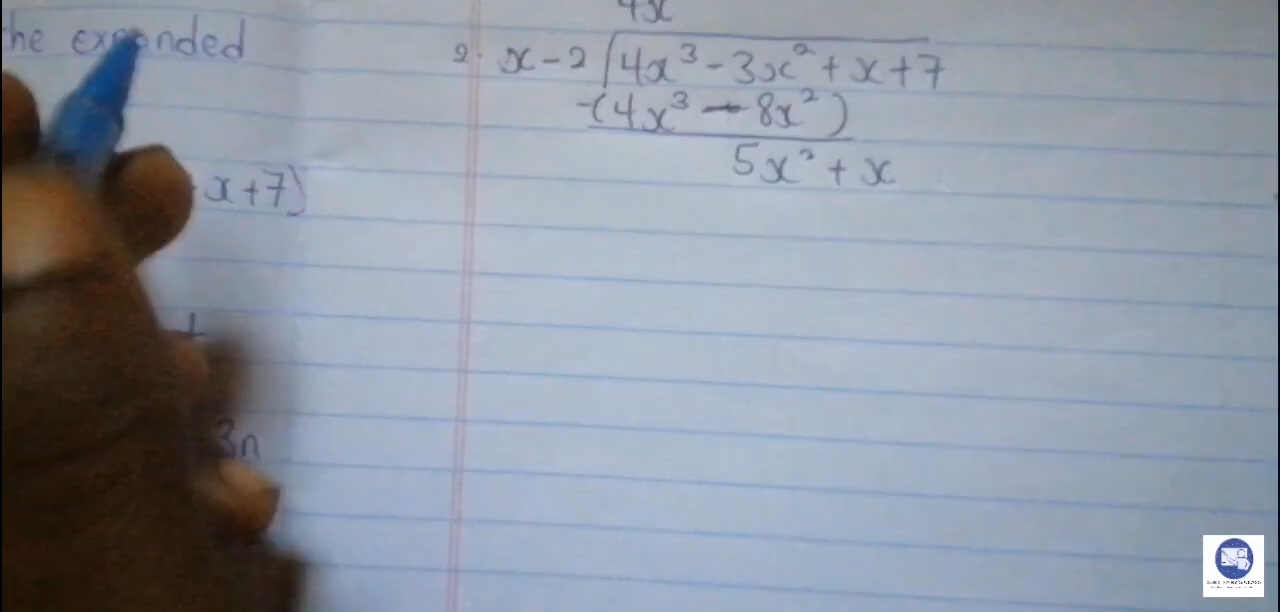 the expanded
x+7)
3n
4x
2. x-2 4x³-3x²+x+7
-(4x³-8x²)
5x²+x